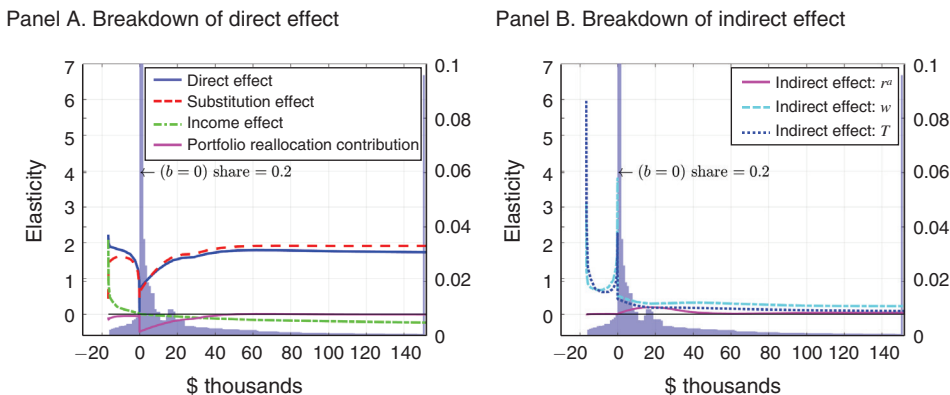 Panel A. Breakdown of direct effect
7
6
5
4
3
2
1
0
Elasticity
0.1
0.08
0.06
0.04
0.02
0
Direct effect
Substitution effect
Income effect
Portfolio reallocation contribution
← (b = 0) share = 0.2
−20 0 20 40 60 80 100 120 140
$ thousands
Panel B. Breakdown of indirect effect
7
6
5
4
3
2
1
0
Elasticity
0.1
0.08
0.06
0.04
0.02
0
Indirect effect: rᵃ
Indirect effect: w
Indirect effect: T
← (b = 0) share = 0.2
−20 0 20 40 60 80 100 120 140
$ thousands